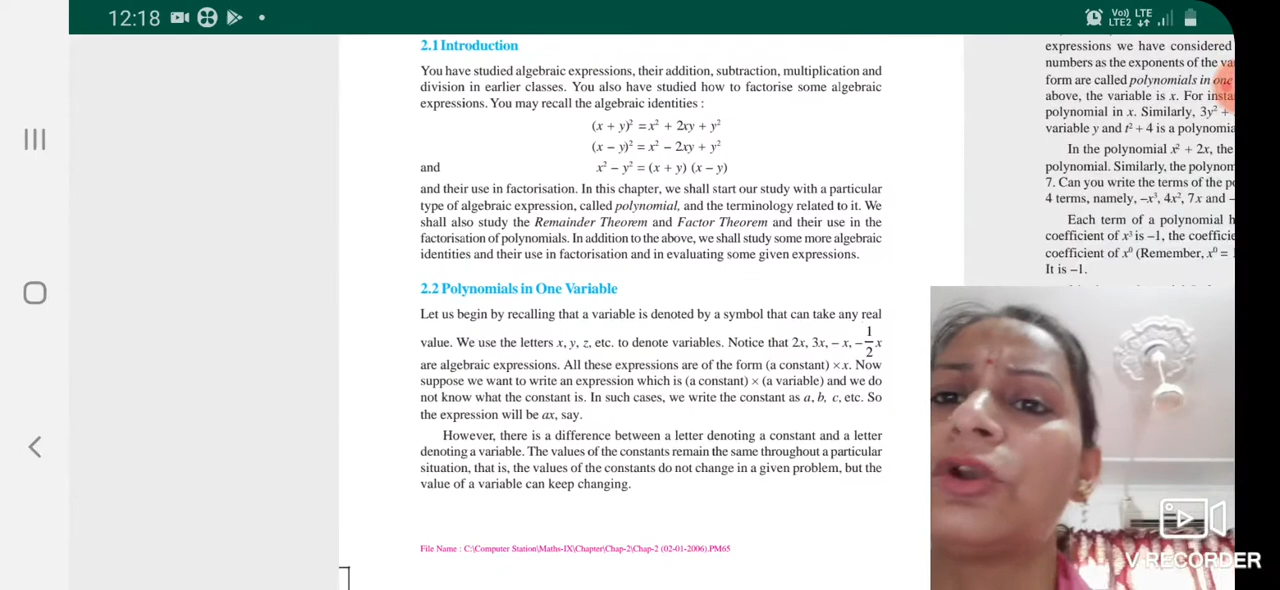 12:18
Vo)) LTE
LTE2 ↓↑
2.1 Introduction
You have studied algebraic expressions, their addition, subtraction, multiplication and
division in earlier classes. You also have studied how to factorise some algebraic
expressions. You may recall the algebraic identities :
(x + y)² = x² + 2xy + y²
(x – y)² = x² – 2xy + y²
and x² – y² = (x + y) (x – y)
and their use in factorisation. In this chapter, we shall start our study with a particular
type of algebraic expression, called polynomial, and the terminology related to it. We
shall also study the Remainder Theorem and Factor Theorem and their use in the
factorisation of polynomials. In addition to the above, we shall study some more algebraic
identities and their use in factorisation and in evaluating some given expressions.
2.2 Polynomials in One Variable
Let us begin by recalling that a variable is denoted by a symbol that can take any real
value. We use the letters x, y, z, etc. to denote variables. Notice that 2x, 3x, – x, –1/2 x
are algebraic expressions. All these expressions are of the form (a constant) × x. Now
suppose we want to write an expression which is (a constant) × (a variable) and we do
not know what the constant is. In such cases, we write the constant as a, b, c, etc. So
the expression will be ax, say.
However, there is a difference between a letter denoting a constant and a letter
denoting a variable. The values of the constants remain the same throughout a particular
situation, that is, the values of the constants do not change in a given problem, but the
value of a variable can keep changing.
File Name : C:\Computer Station\Maths-IX\Chapter\Chap-2\Chap-2 (02-01-2006).PM65
expressions we have considered
numbers as the exponents of the
form are called polynomials in one
above, the variable is x. For
polynomial in x. Similarly, 3y² +
variable y and t² + 4 is a
In the polynomial x² + 2x, the
polynomial. Similarly, the
7. Can you write the terms of the
4 terms, namely, –x³, 4x², 7x and –
Each term of a polynomial
coefficient of x³ is –1, the
coefficient of x⁰ (Remember, x⁰ =
It is –1.
V RECORDER